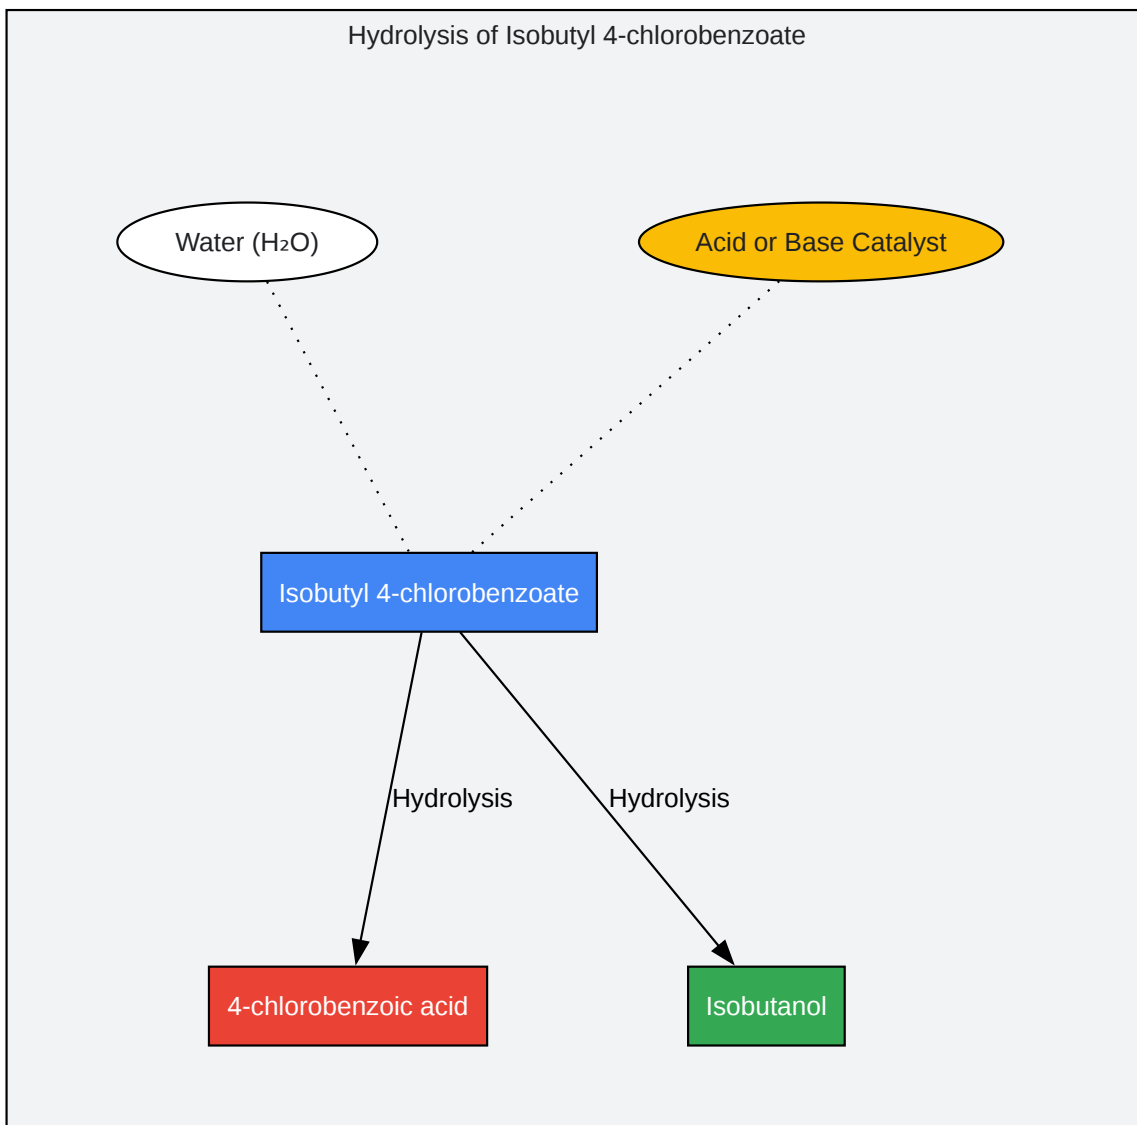 Hydrolysis of Isobutyl 4-chlorobenzoate
Water (H₂O)
Acid or Base Catalyst
Isobutyl 4-chlorobenzoate
Hydrolysis
Hydrolysis
4-chlorobenzoic acid
Isobutanol